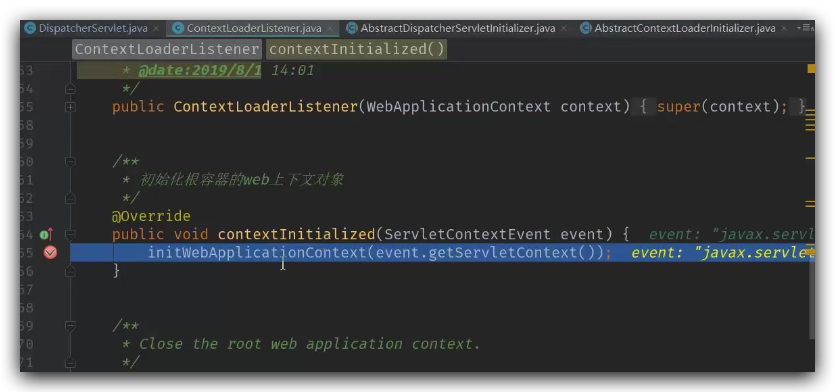 DispatcherServlet.java × ContextLoaderListener.java × AbstractDispatcherServletInitializer.java × AbstractContextLoaderInitializer.java ×
ContextLoaderListener contextInitialized()
53 * @date:2019/8/1 14:01
54 */
55 public ContextLoaderListener(WebApplicationContext context) { super(context); }
58
59
60 /**
61 * 初始化根容器的web上下文对象
62 */
63 @Override
64 public void contextInitialized(ServletContextEvent event) { event: "javax.servl
65 initWebApplicationContext(event.getServletContext()); event: "javax.servle
66 }
67
68
69 /**
70 * Close the root web application context.
71 */